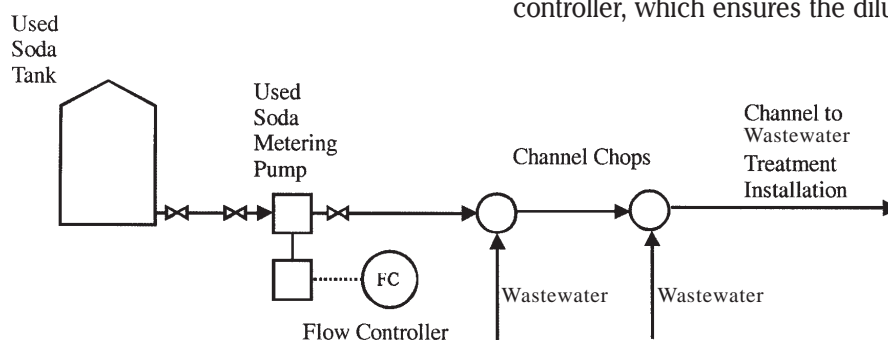 controller, which ensures the dilu
Used
Soda
Tank
Used
Soda
Metering
Pump
Channel Chops
Channel to
Wastewater
Treatment
Installation
FC
Wastewater
Wastewater
Flow Controller